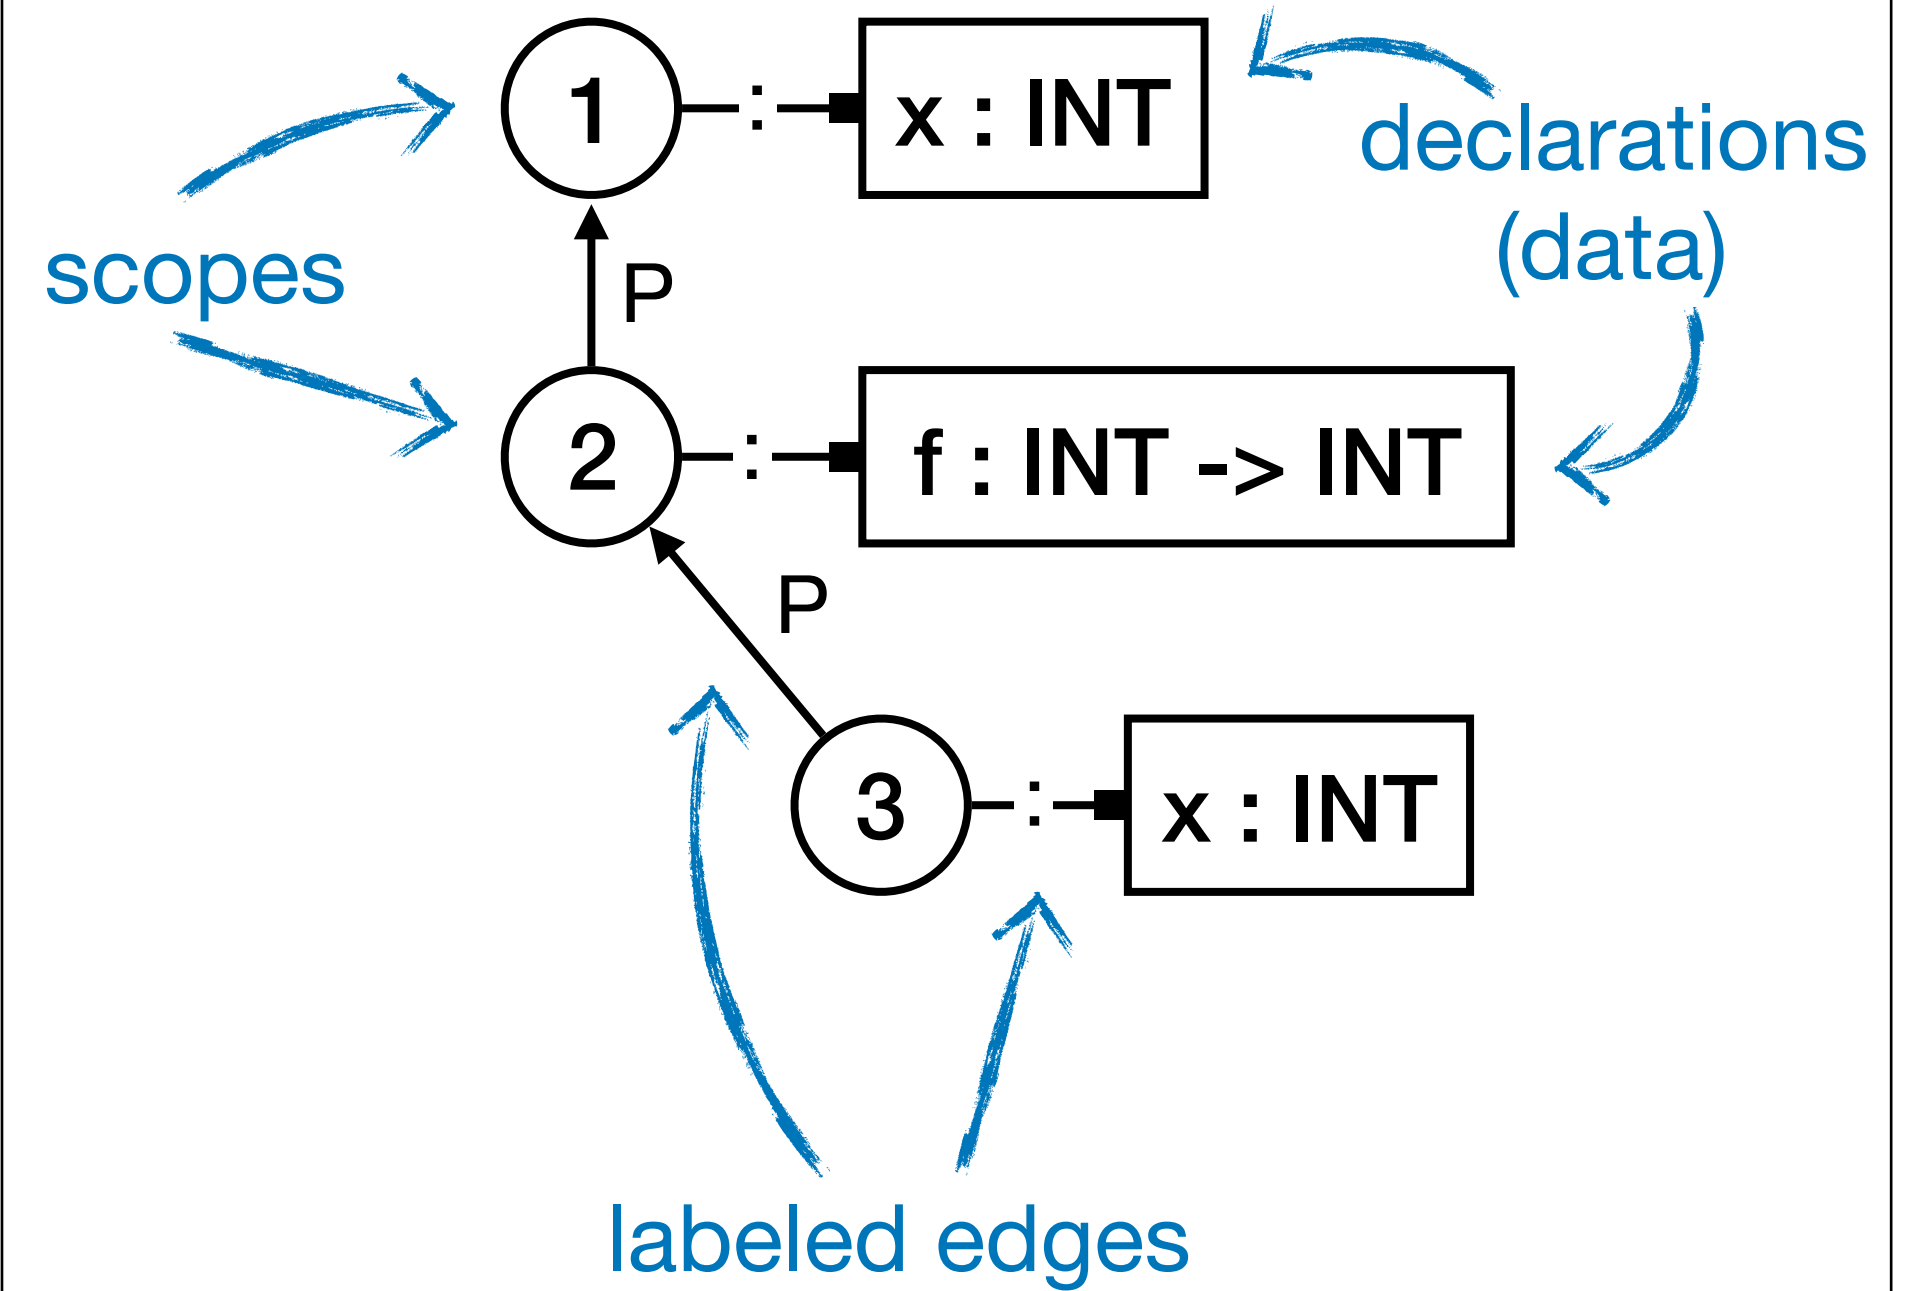 1
:
x : INT
declarations
(data)
scopes
P
2
:
f : INT -> INT
P
3
:
x : INT
labeled edges